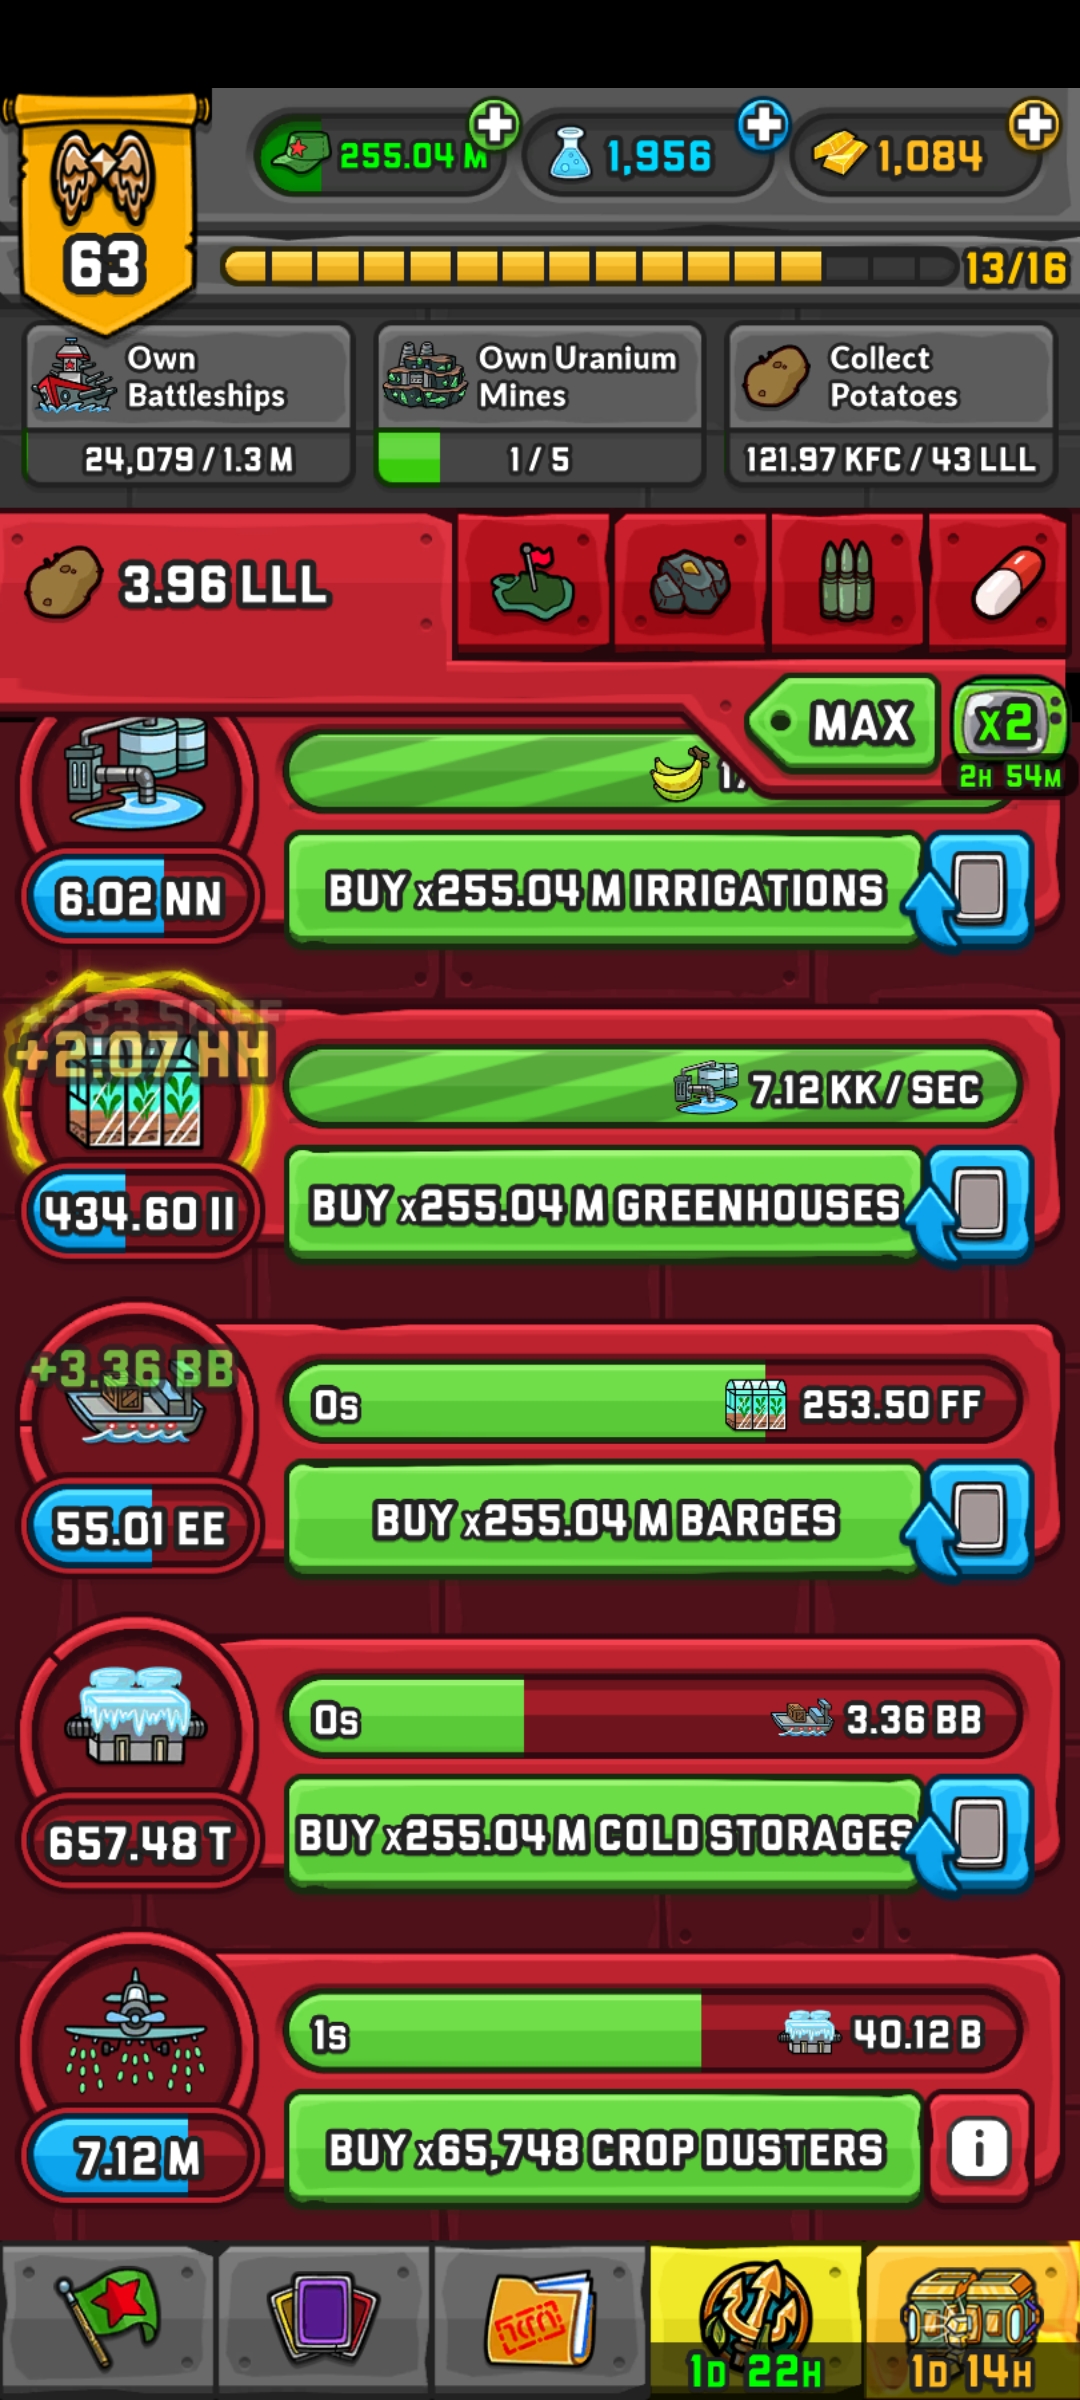 63
255.04 M
1,956
1,084
13/16
Own
Battleships
24,079 / 1.3 M
Own Uranium
Mines
1 / 5
Collect
Potatoes
121.97 KFC / 43 LLL
3.96 LLL
MAX
x2
2H 54M
6.02 NN
BUY x255.04 M IRRIGATIONS
+253.50 FF
+2.07 HH
7.12 KK / SEC
434.60 II
BUY x255.04 M GREENHOUSES
+3.36 BB
0s
253.50 FF
55.01 EE
BUY x255.04 M BARGES
0s
3.36 BB
657.48 T
BUY x255.04 M COLD STORAGES
1s
40.12 B
7.12 M
BUY x65,748 CROP DUSTERS
i
1D 22H
1D 14H